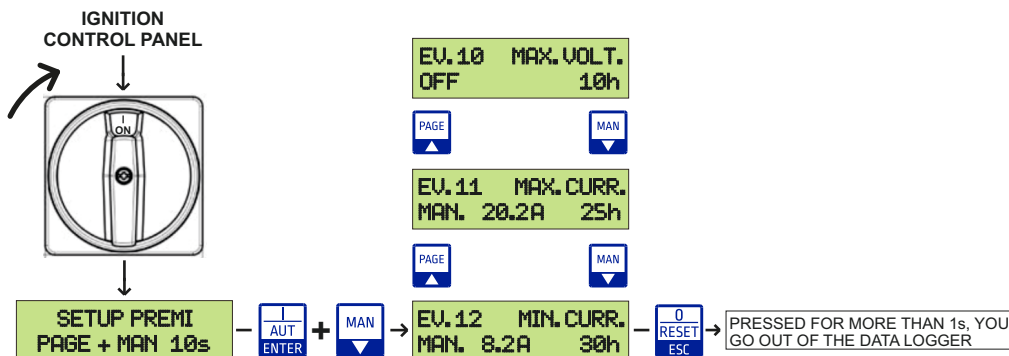 IGNITION
CONTROL PANEL
I
ON
EV.10 MAX.VOLT.
OFF 10h
PAGE
MAN
EV.11 MAX.CURR.
MAN. 20.2A 25h
PAGE
MAN
SETUP PREMI
PAGE + MAN 10s
–
I
AUT
ENTER
+
MAN
EV.12 MIN.CURR.
MAN. 8.2A 30h
–
0
RESET
ESC
PRESSED FOR MORE THAN 1s, YOU
GO OUT OF THE DATA LOGGER